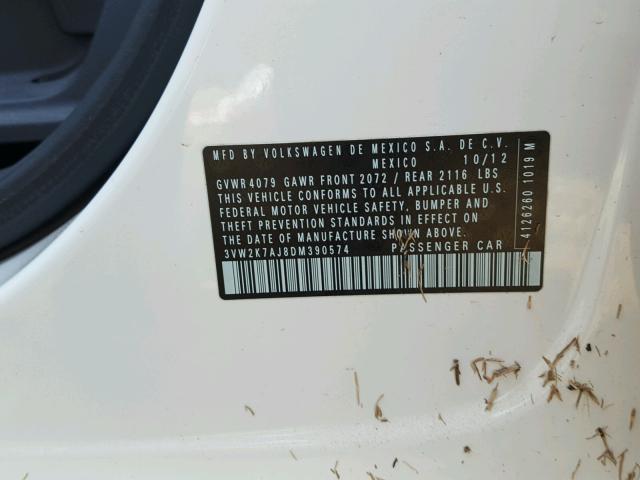 MFD BY VOLKSWAGEN DE MEXICO S.A. DE C.V.
MEXICO 10/12
GVWR 4079 GAWR FRONT 2072 / REAR 2116 LBS
THIS VEHICLE CONFORMS TO ALL APPLICABLE U.S.
FEDERAL MOTOR VEHICLE SAFETY, BUMPER AND
THEFT PREVENTION STANDARDS IN EFFECT ON
THE DATE OF MANUFACTURE SHOWN ABOVE.
3VW2K7AJ8DM390574 PASSENGER CAR
4126260 1019 M